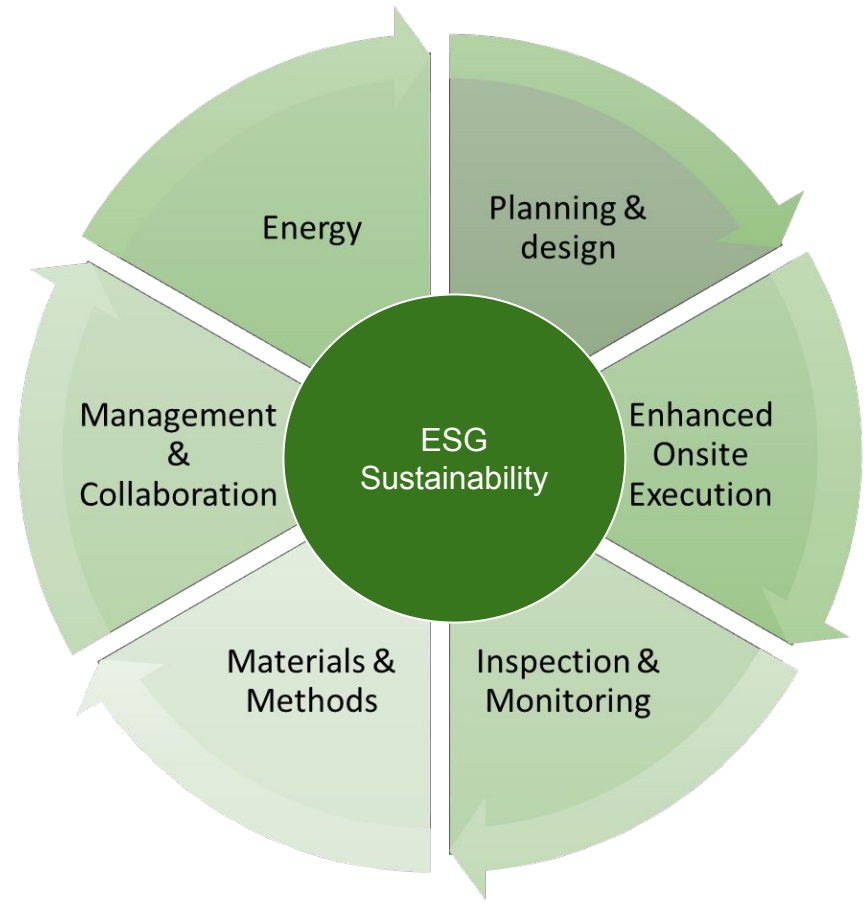 Energy
Planning &
design
Management
&
Collaboration
ESG
Sustainability
Enhanced
Onsite
Execution
Materials &
Methods
Inspection &
Monitoring